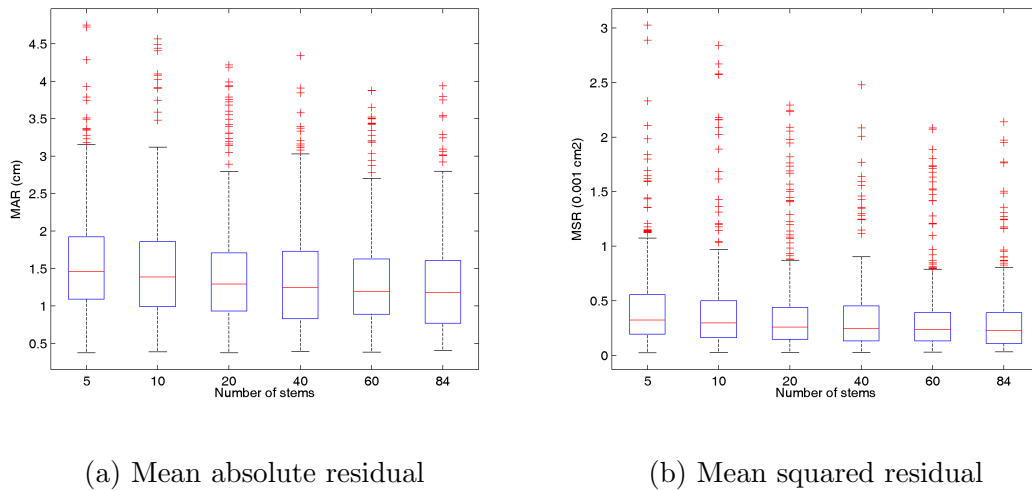 4.5
4
3.5
3
2.5
2
1.5
1
0.5
MAR (cm)
5 10 20 40 60 84
Number of stems
3
2.5
2
1.5
1
0.5
0
MSR (0.001 cm2)
5 10 20 40 60 84
Number of stems
(a) Mean absolute residual
(b) Mean squared residual